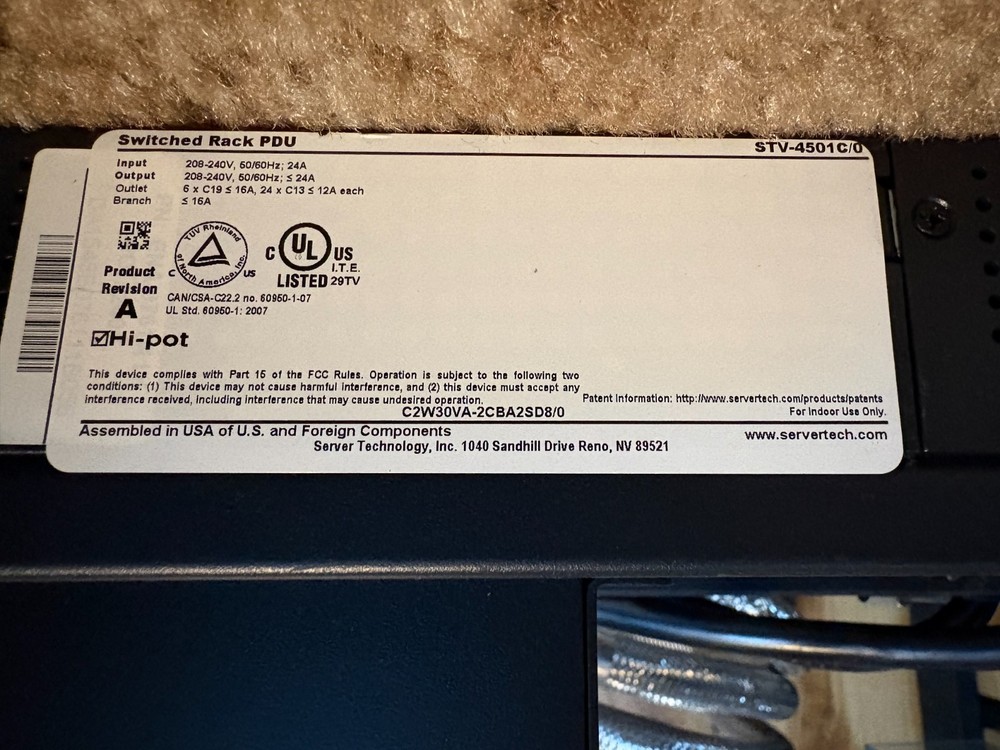 Switched Rack PDU
STV-4501C/0
Input 208-240V, 50/60Hz; 24A
Output 208-240V, 50/60Hz; ≤ 24A
Outlet 6 x C19 ≤ 16A, 24 x C13 ≤ 12A each
Branch ≤ 16A
TUV Rheinland
of North America, Inc.
C US
C UL US
LISTED I.T.E. 29TV
Product
Revision
A
CAN/CSA-C22.2 no. 60950-1-07
UL Std. 60950-1: 2007
Hi-pot
This device complies with Part 15 of the FCC Rules. Operation is subject to the following two
conditions: (1) This device may not cause harmful interference, and (2) this device must accept any
interference received, including interference that may cause undesired operation.
Patent Information: http://www.servertech.com/products/patents
For Indoor Use Only.
C2W30VA-2CBA2SD8/0
Assembled in USA of U.S. and Foreign Components
www.servertech.com
Server Technology, Inc. 1040 Sandhill Drive Reno, NV 89521